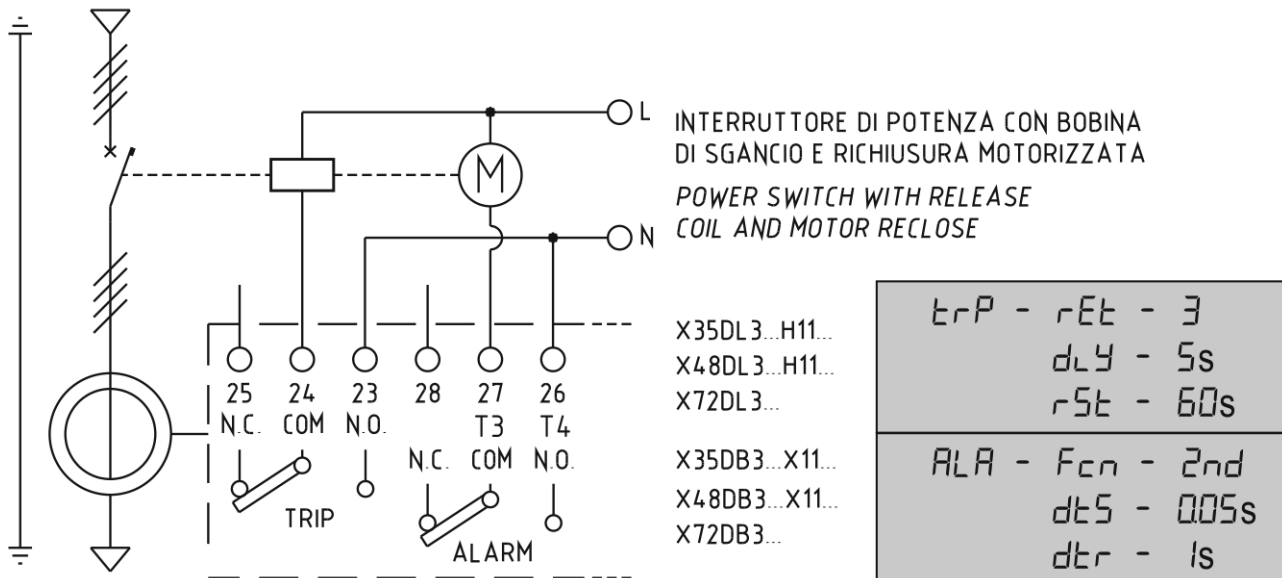 L
INTERRUTTORE DI POTENZA CON BOBINA
DI SGANCIO E RICHIUSURA MOTORIZZATA
M
POWER SWITCH WITH RELEASE
COIL AND MOTOR RECLOSE
N
25 24 23 28 27 26
N.C. COM N.O. T3 T4
N.C. COM N.O.
TRIP
ALARM
X35DL3...H11...
X48DL3...H11...
X72DL3...
X35DB3...X11...
X48DB3...X11...
X72DB3...
trP - rEt - 3
dLY - 5s
rSt - 60s
ALA - Fcn - 2nd
dtS - 0.05s
dtr - 1s